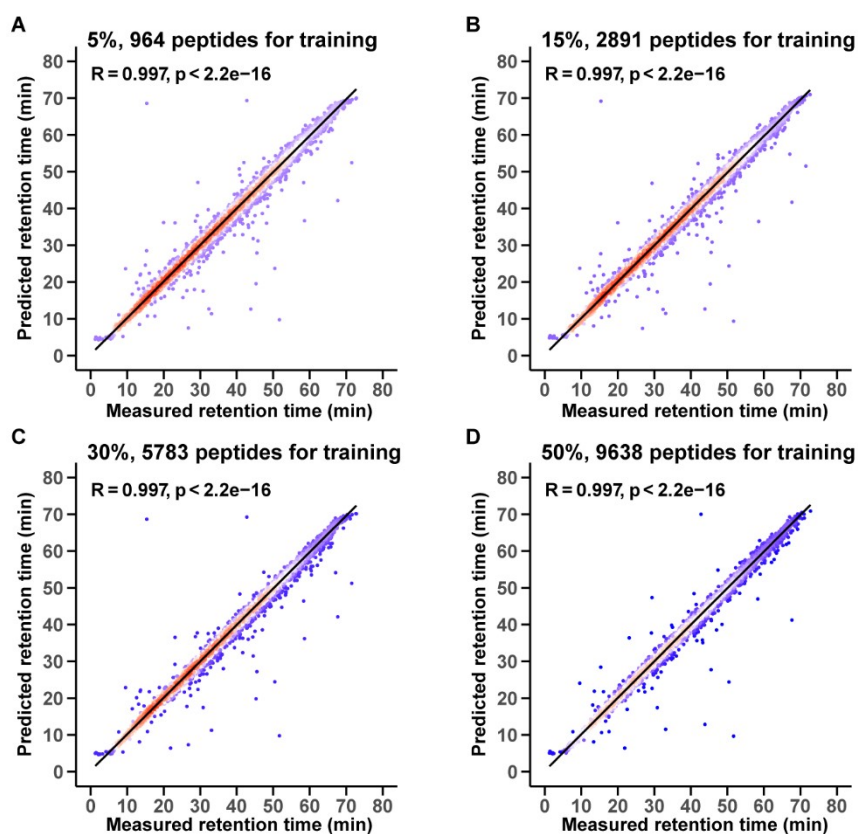 A
5%, 964 peptides for training
R = 0.997, p < 2.2e−16
Predicted retention time (min)
80
70
60
50
40
30
20
10
0
0 10 20 30 40 50 60 70 80
Measured retention time (min)
B
15%, 2891 peptides for training
R = 0.997, p < 2.2e−16
Predicted retention time (min)
80
70
60
50
40
30
20
10
0
0 10 20 30 40 50 60 70 80
Measured retention time (min)
C
30%, 5783 peptides for training
R = 0.997, p < 2.2e−16
Predicted retention time (min)
80
70
60
50
40
30
20
10
0
0 10 20 30 40 50 60 70 80
Measured retention time (min)
D
50%, 9638 peptides for training
R = 0.997, p < 2.2e−16
Predicted retention time (min)
80
70
60
50
40
30
20
10
0
0 10 20 30 40 50 60 70 80
Measured retention time (min)